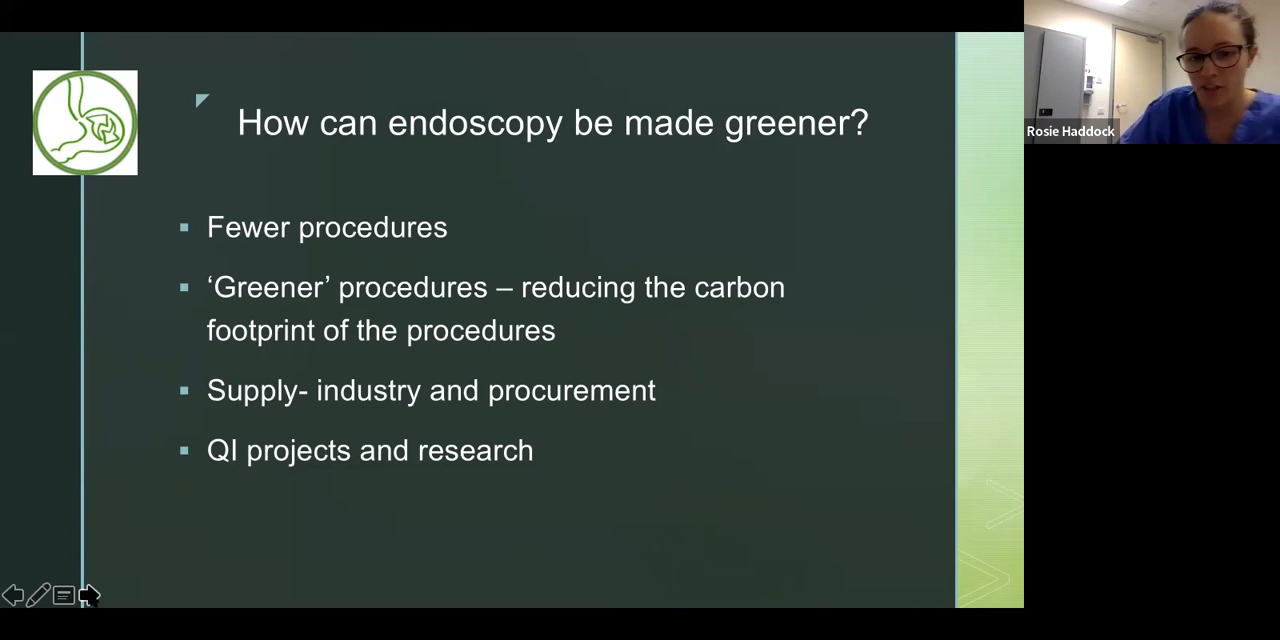 How can endoscopy be made greener?
▪ Fewer procedures
▪ ‘Greener’ procedures – reducing the carbon
footprint of the procedures
▪ Supply- industry and procurement
▪ QI projects and research
Rosie Haddock